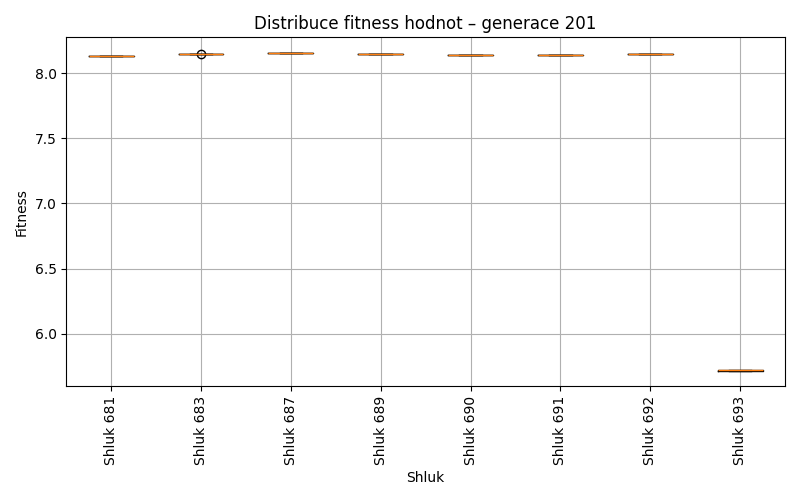 Distribuce fitness hodnot – generace 201
Fitness
8.0
7.5
7.0
6.5
6.0
Shluk 681
Shluk 683
Shluk 687
Shluk 689
Shluk 690
Shluk 691
Shluk 692
Shluk 693
Shluk